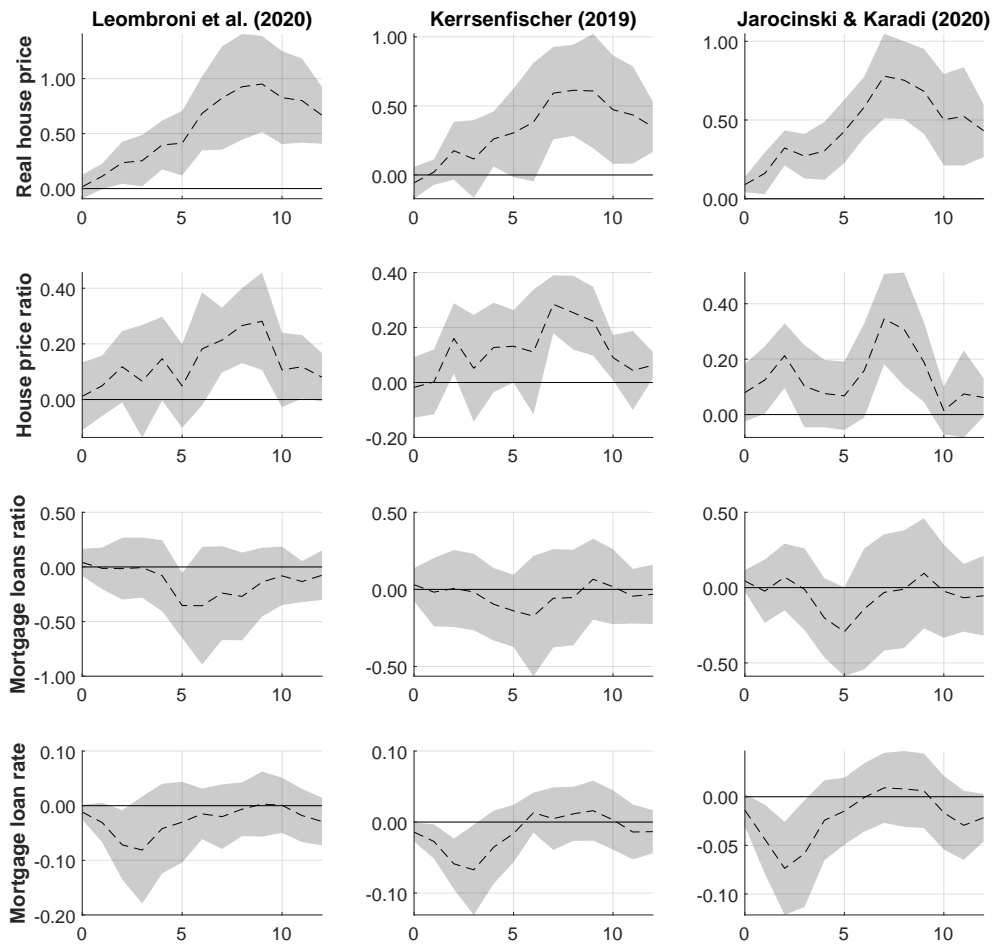 Leombroni et al. (2020) Kerrsenfischer (2019) Jarocinski & Karadi (2020)
Real house price
1.00 0.50 0.00
0 5 10
1.00 0.50 0.00
0 5 10
1.00 0.50 0.00
0 5 10
House price ratio
0.40 0.20 0.00
0 5 10
0.40 0.20 0.00 -0.20
0 5 10
0.40 0.20 0.00
0 5 10
Mortgage loans ratio
0.50 0.00 -0.50 -1.00
0 5 10
0.50 0.00 -0.50
0 5 10
0.50 0.00 -0.50
0 5 10
Mortgage loan rate
0.10 0.00 -0.10 -0.20
0 5 10
0.10 0.00 -0.10
0 5 10
0.00 -0.05 -0.10
0 5 10